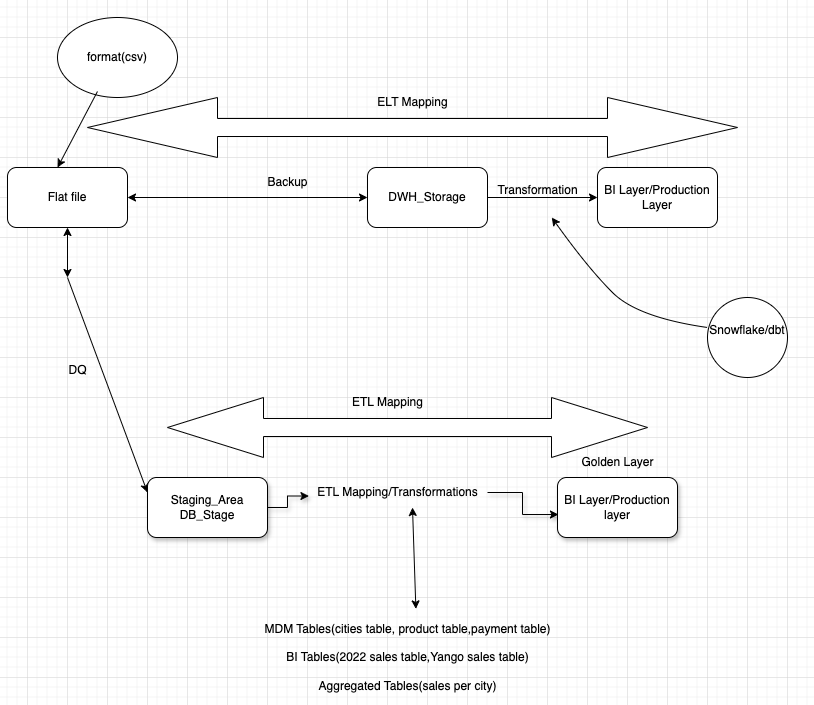 format(csv)
ELT Mapping
Flat file
Backup
DWH_Storage
Transformation
BI Layer/Production
Layer
Snowflake/dbt
DQ
ETL Mapping
Golden Layer
Staging_Area
DB_Stage
ETL Mapping/Transformations
BI Layer/Production
layer
MDM Tables(cities table, product table,payment table)
BI Tables(2022 sales table,Yango sales table)
Aggregated Tables(sales per city)